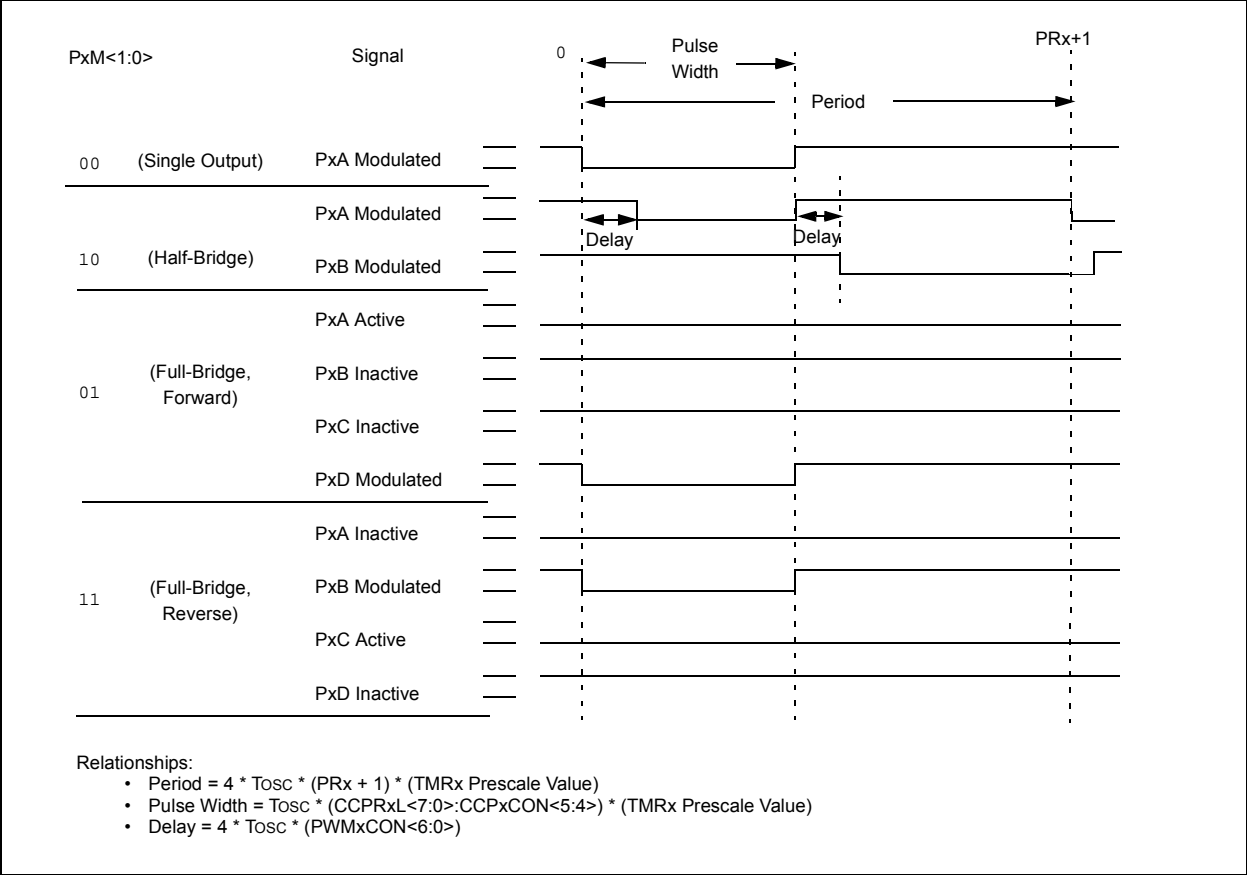 PxM<1:0>
Signal
0
Pulse
Width
PRx+1
Period
00
(Single Output)
PxA Modulated
PxA Modulated
Delay
Delay
10
(Half-Bridge)
PxB Modulated
PxA Active
01
(Full-Bridge,
Forward)
PxB Inactive
PxC Inactive
PxD Modulated
PxA Inactive
11
(Full-Bridge,
Reverse)
PxB Modulated
PxC Active
PxD Inactive
Relationships:
• Period = 4 * TOSC * (PRx + 1) * (TMRx Prescale Value)
• Pulse Width = TOSC * (CCPRxL<7:0>:CCPxCON<5:4>) * (TMRx Prescale Value)
• Delay = 4 * TOSC * (PWMxCON<6:0>)